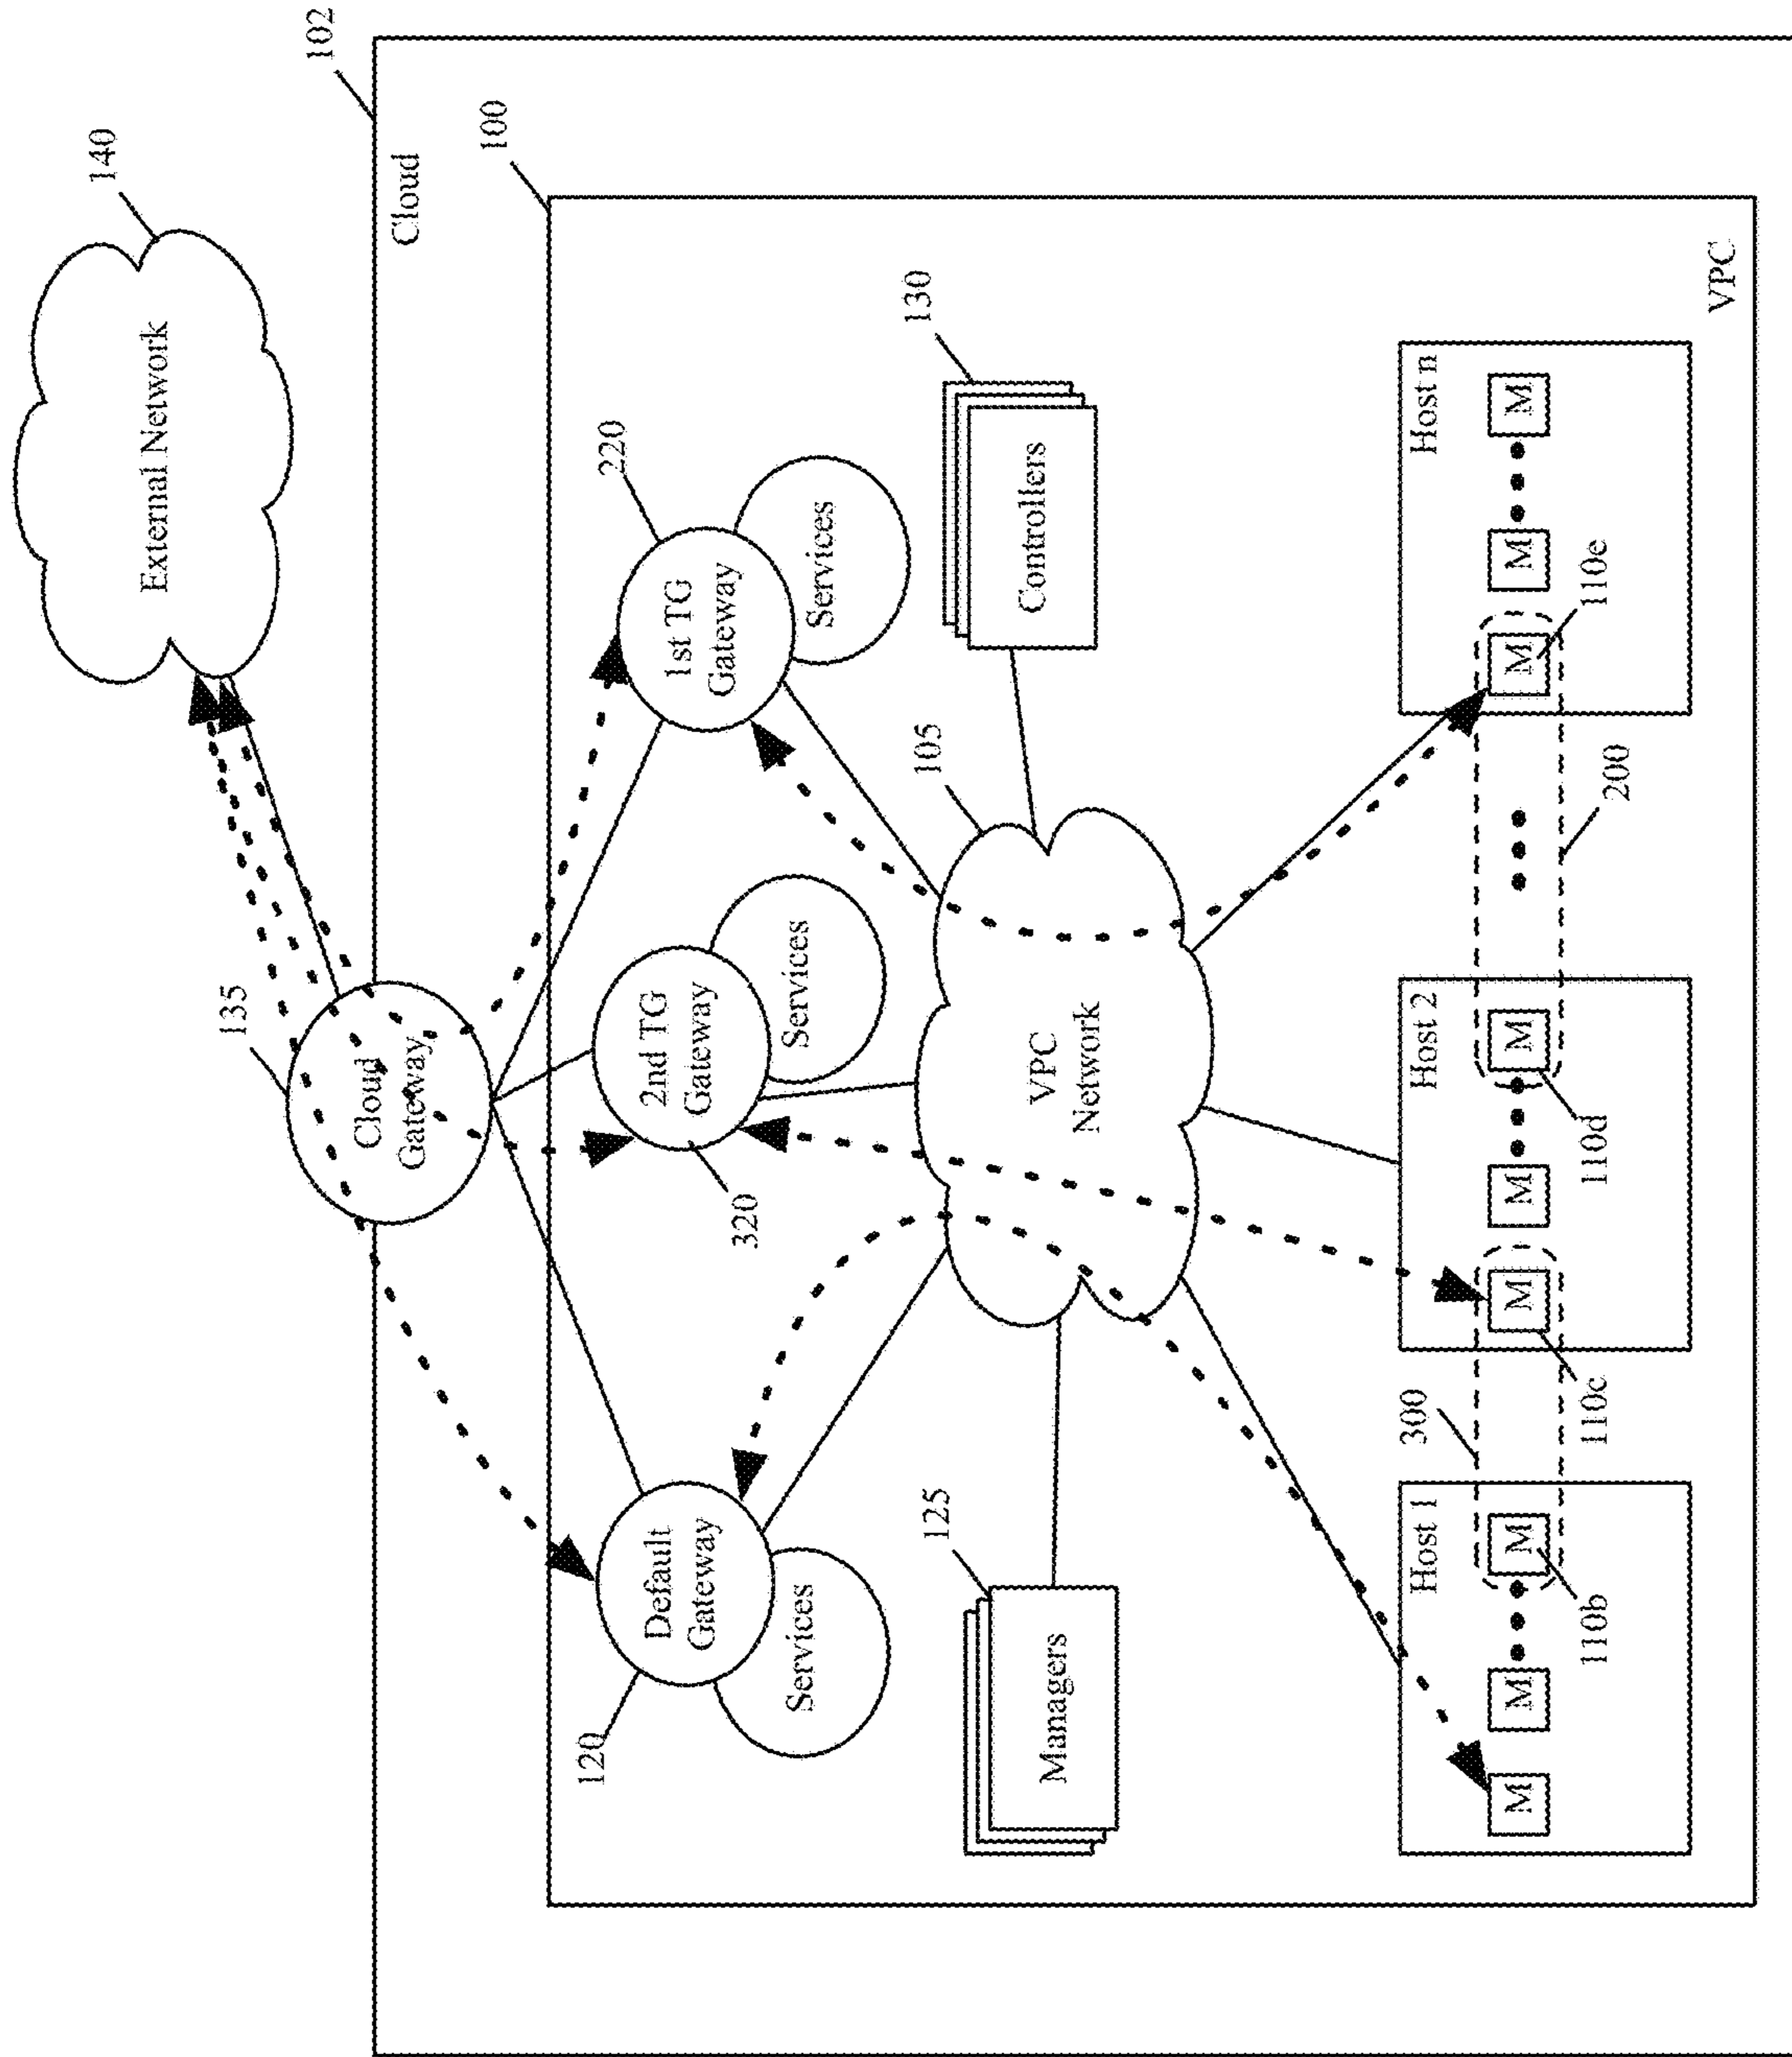 102
140
External Network
Cloud
100
135
Cloud
Gateway
220
1st TG
Gateway
Services
2nd TG
Gateway
Services
320
Default
Gateway
Services
120
130
Controllers
105
VPC
Network
125
Managers
Host 1
M
M
M
110b
300
Host 2
M
M
M
110c
110d
200
Host n
M
M
M
110e
VPC